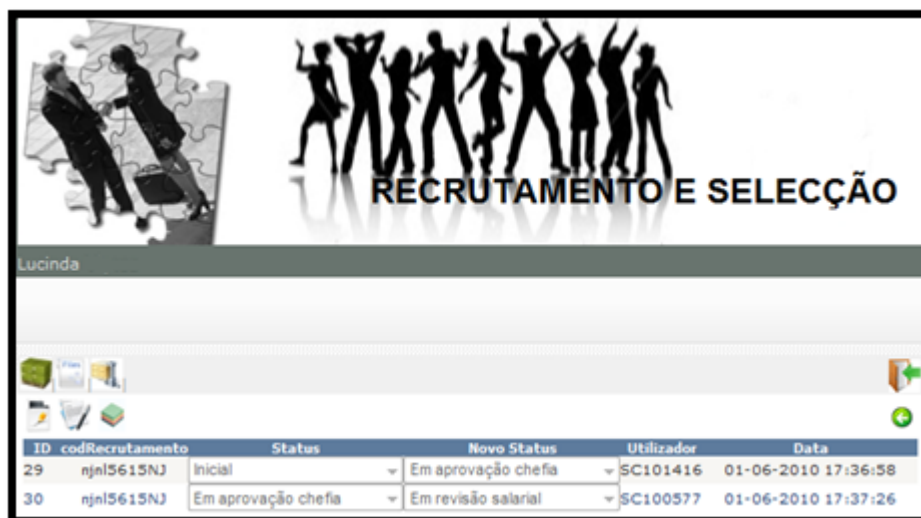 RECRUTAMENTO E SELECÇÃO
Lucinda
Files
ID codRecrutamento Status Novo Status Utilizador Data
29 njnl5615NJ Inicial Em aprovação chefia SC101416 01-06-2010 17:36:58
30 njnl5615NJ Em aprovação chefia Em revisão salarial SC100577 01-06-2010 17:37:26